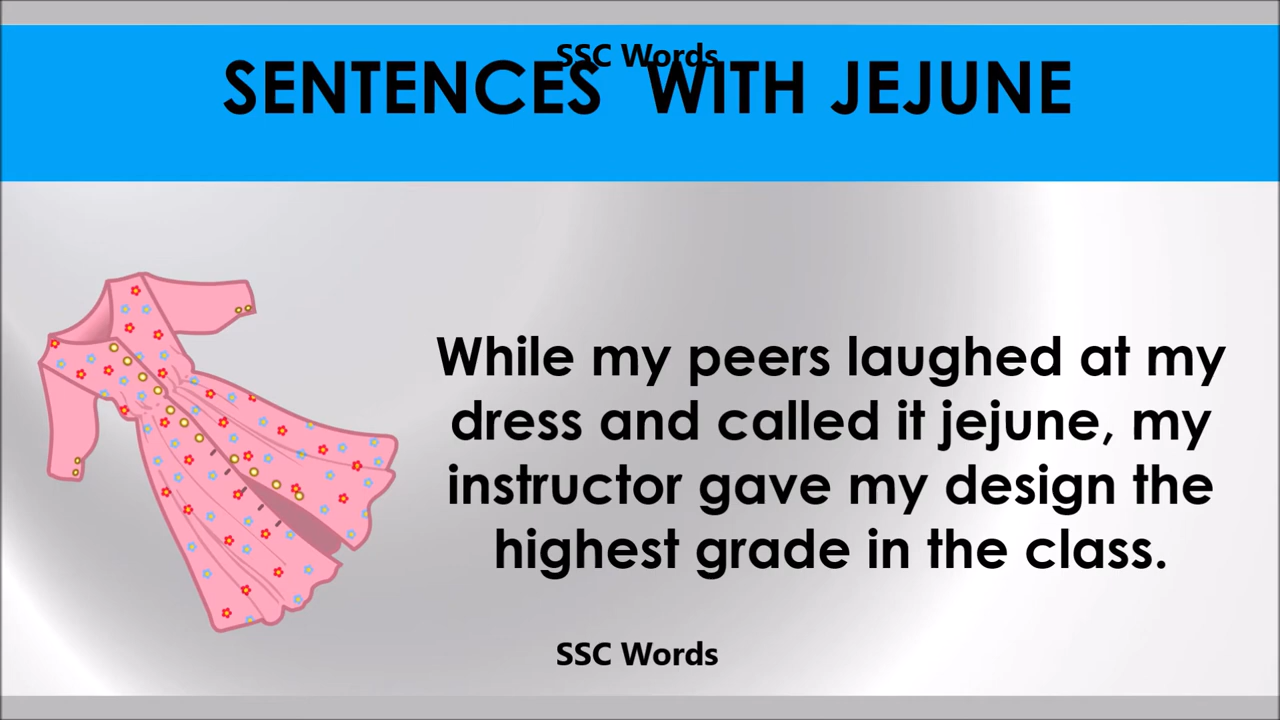 SSC Words
SENTENCES WITH JEJUNE
While my peers laughed at my
dress and called it jejune, my
instructor gave my design the
highest grade in the class.
SSC Words